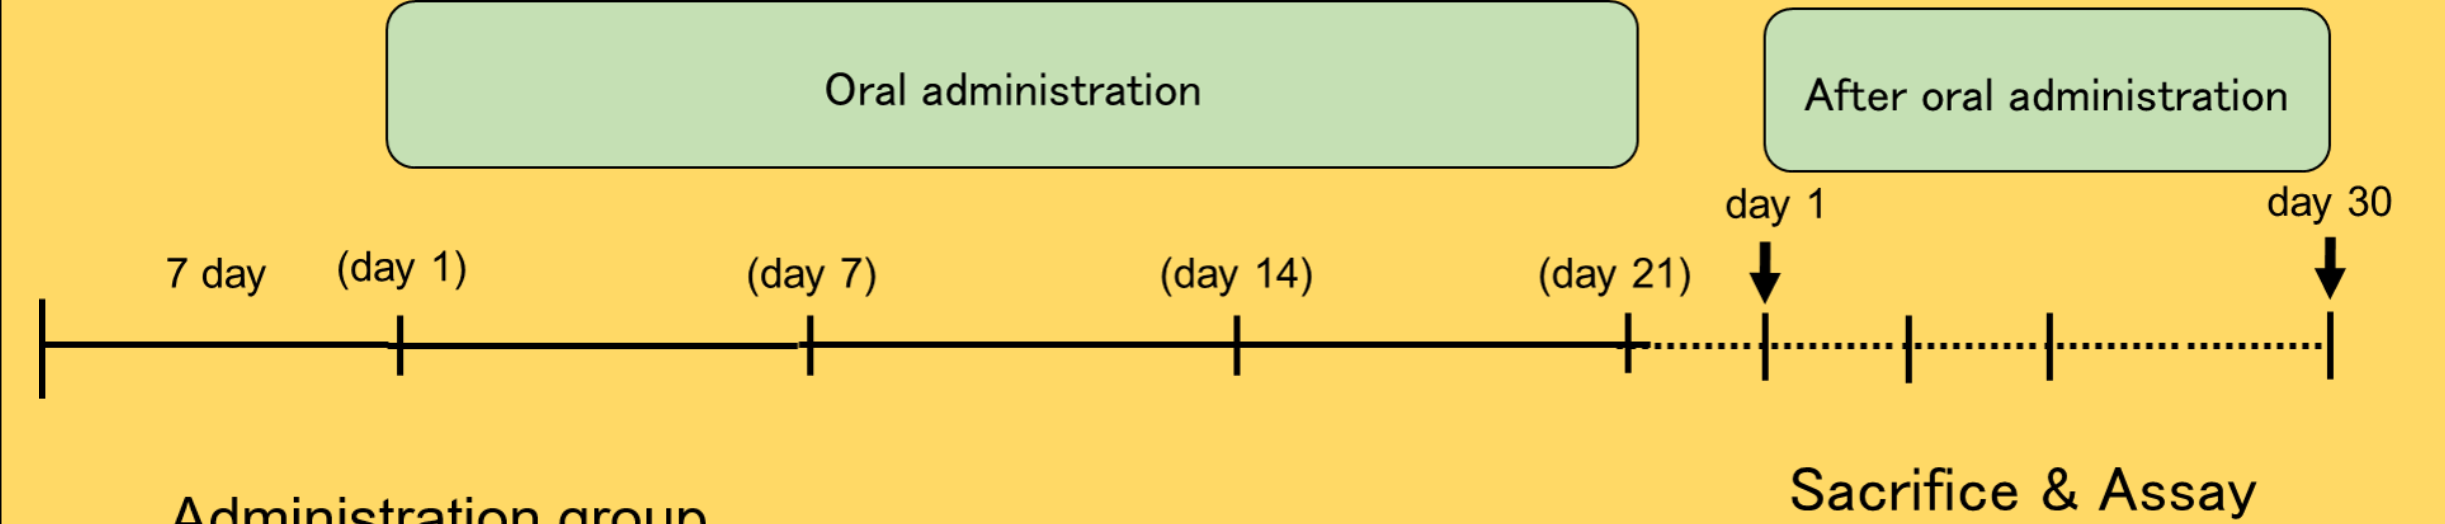 Oral administration
After oral administration
day 1
day 30
7 day
(day 1)
(day 7)
(day 14)
(day 21)
Sacrifice & Assay
Administration group